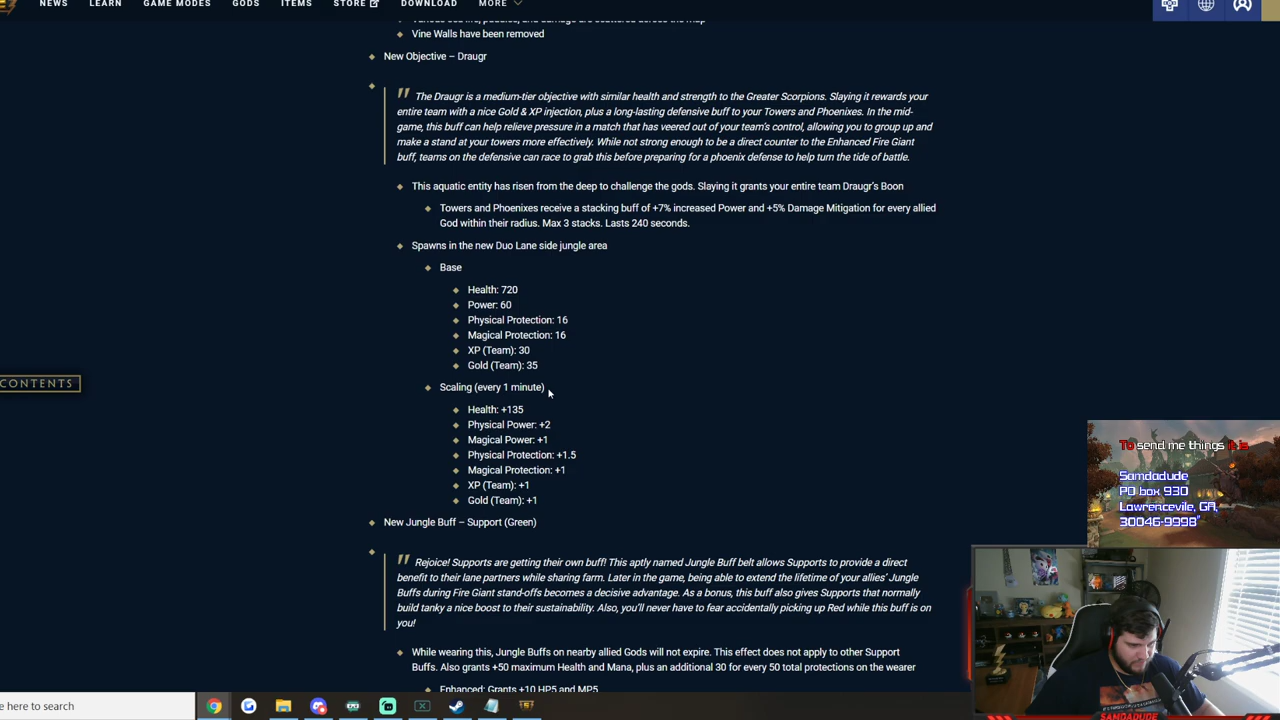 NEWS LEARN GAME MODES GODS ITEMS STORE DOWNLOAD MORE
Vine Walls have been removed
New Objective – Draugr
" The Draugr is a medium-tier objective with similar health and strength to the Greater Scorpions. Slaying it rewards your
entire team with a nice Gold & XP injection, plus a long-lasting defensive buff to your Towers and Phoenixes. In the mid-
game, this buff can help relieve pressure in a match that has veered out of your team's control, allowing you to group up and
make a stand at your towers more effectively. While not strong enough to be a direct counter to the Enhanced Fire Giant
buff, teams on the defensive can race to grab this before preparing for a phoenix defense to help turn the tide of battle.
This aquatic entity has risen from the deep to challenge the gods. Slaying it grants your entire team Draugr's Boon
Towers and Phoenixes receive a stacking buff of +7% increased Power and +5% Damage Mitigation for every allied
God within their radius. Max 3 stacks. Lasts 240 seconds.
Spawns in the new Duo Lane side jungle area
Base
Health: 720
Power: 60
Physical Protection: 16
Magical Protection: 16
XP (Team): 30
Gold (Team): 35
CONTENTS
Scaling (every 1 minute)
Health: +135
Physical Power: +2
Magical Power: +1
Physical Protection: +1.5
Magical Protection: +1
XP (Team): +1
Gold (Team): +1
New Jungle Buff – Support (Green)
" Rejoice! Supports are getting their own buff! This aptly named Jungle Buff belt allows Supports to provide a direct
benefit to their lane partners while sharing farm. Later in the game, being able to extend the lifetime of your allies' Jungle
Buffs during Fire Giant stand-offs becomes a decisive advantage. As a bonus, this buff also gives Supports that normally
build tanky a nice boost to their sustainability. Also, you'll never have to fear accidentally picking up Red while this buff is on
you!
While wearing this, Jungle Buffs on nearby allied Gods will not expire. This effect does not apply to other Support
Buffs. Also grants +50 maximum Health and Mana, plus an additional 30 for every 50 total protections on the wearer
Enhanced: Grants +10 HP5 and MP5
To send me things it is
Samdadude
PO box 930
Lawrencevile, GA,
30046-9998"
SAMDADUDE
e here to search